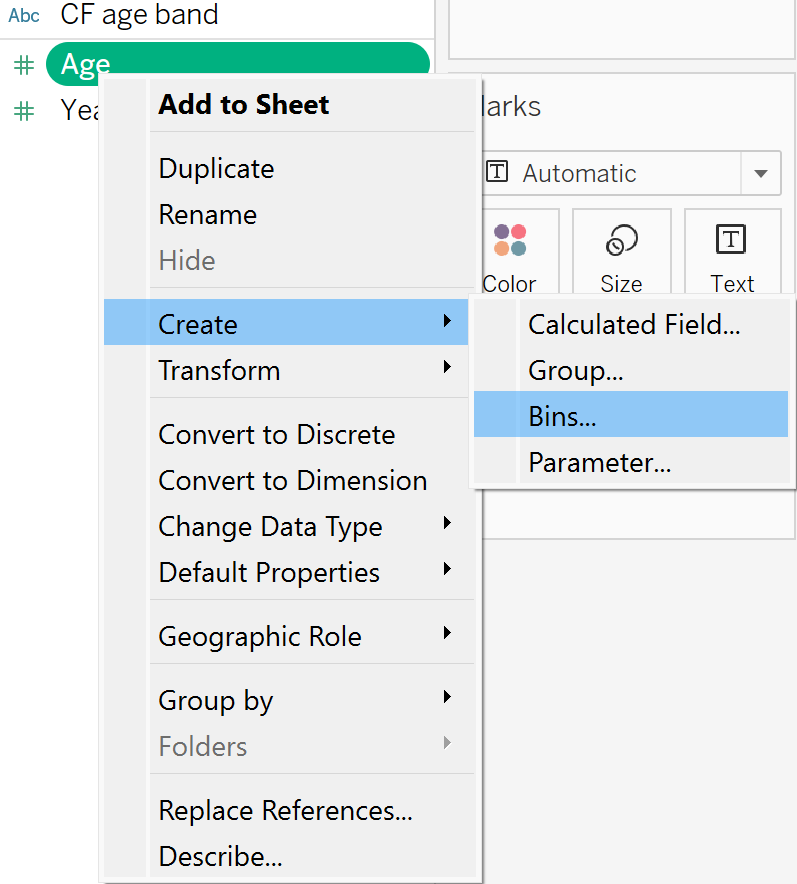 Abc CF age band
# Age
# Yea
Add to Sheet
Duplicate
Rename
Hide
Create
Transform
Convert to Discrete
Convert to Dimension
Change Data Type
Default Properties
Geographic Role
Group by
Folders
Replace References...
Describe...
Calculated Field...
Group...
Bins...
Parameter...
larks
T Automatic
Color
Size
T
Text